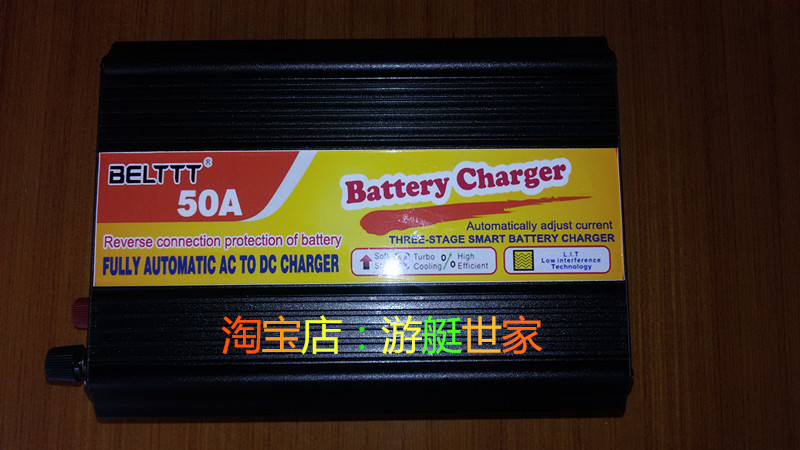 BELTTT®
50A
Battery Charger
Automatically adjust current
Reverse connection protection of battery
THREE-STAGE SMART BATTERY CHARGER
FULLY AUTOMATIC AC TO DC CHARGER
Soft Turbo High
Cooling Efficient
L.I.T
Low interference
Technology
淘宝店：游艇世家